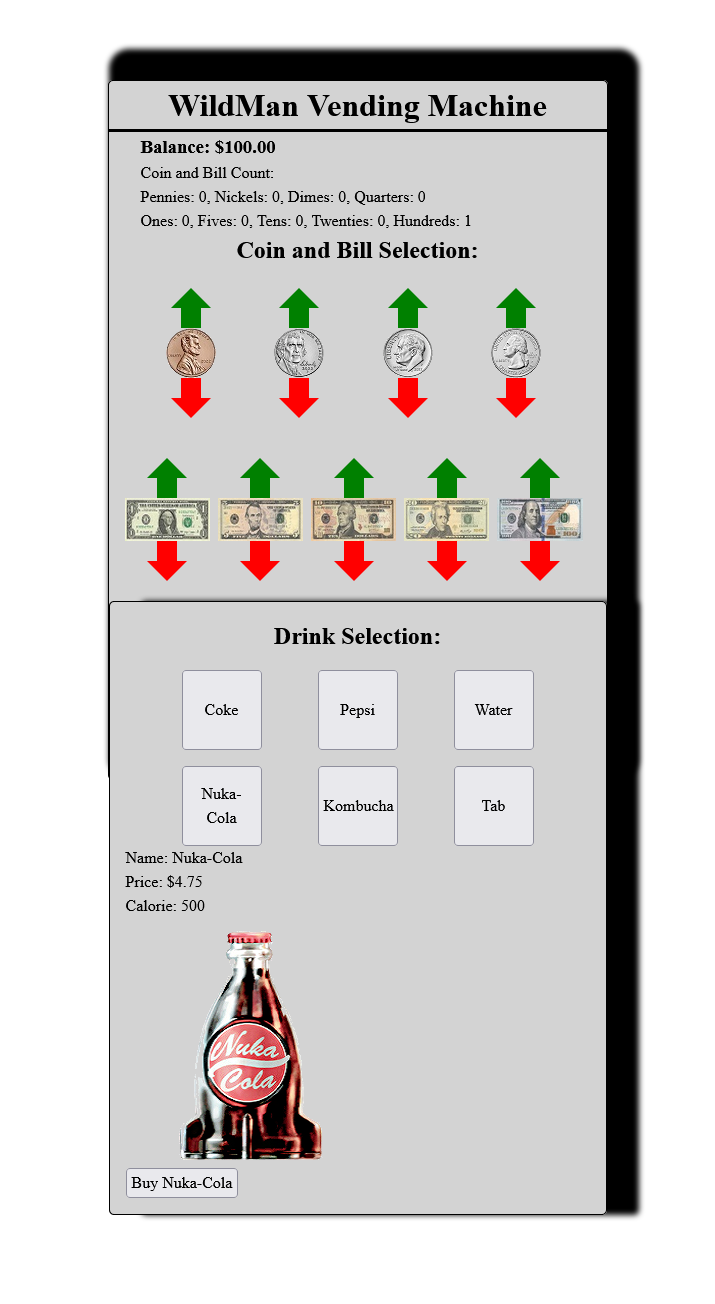 WildMan Vending Machine
Balance: $100.00
Coin and Bill Count:
Pennies: 0, Nickels: 0, Dimes: 0, Quarters: 0
Ones: 0, Fives: 0, Tens: 0, Twenties: 0, Hundreds: 1
Coin and Bill Selection:
Drink Selection:
Coke
Pepsi
Water
Nuka-
Cola
Kombucha
Tab
Name: Nuka-Cola
Price: $4.75
Calorie: 500
Nuka
Cola
Buy Nuka-Cola